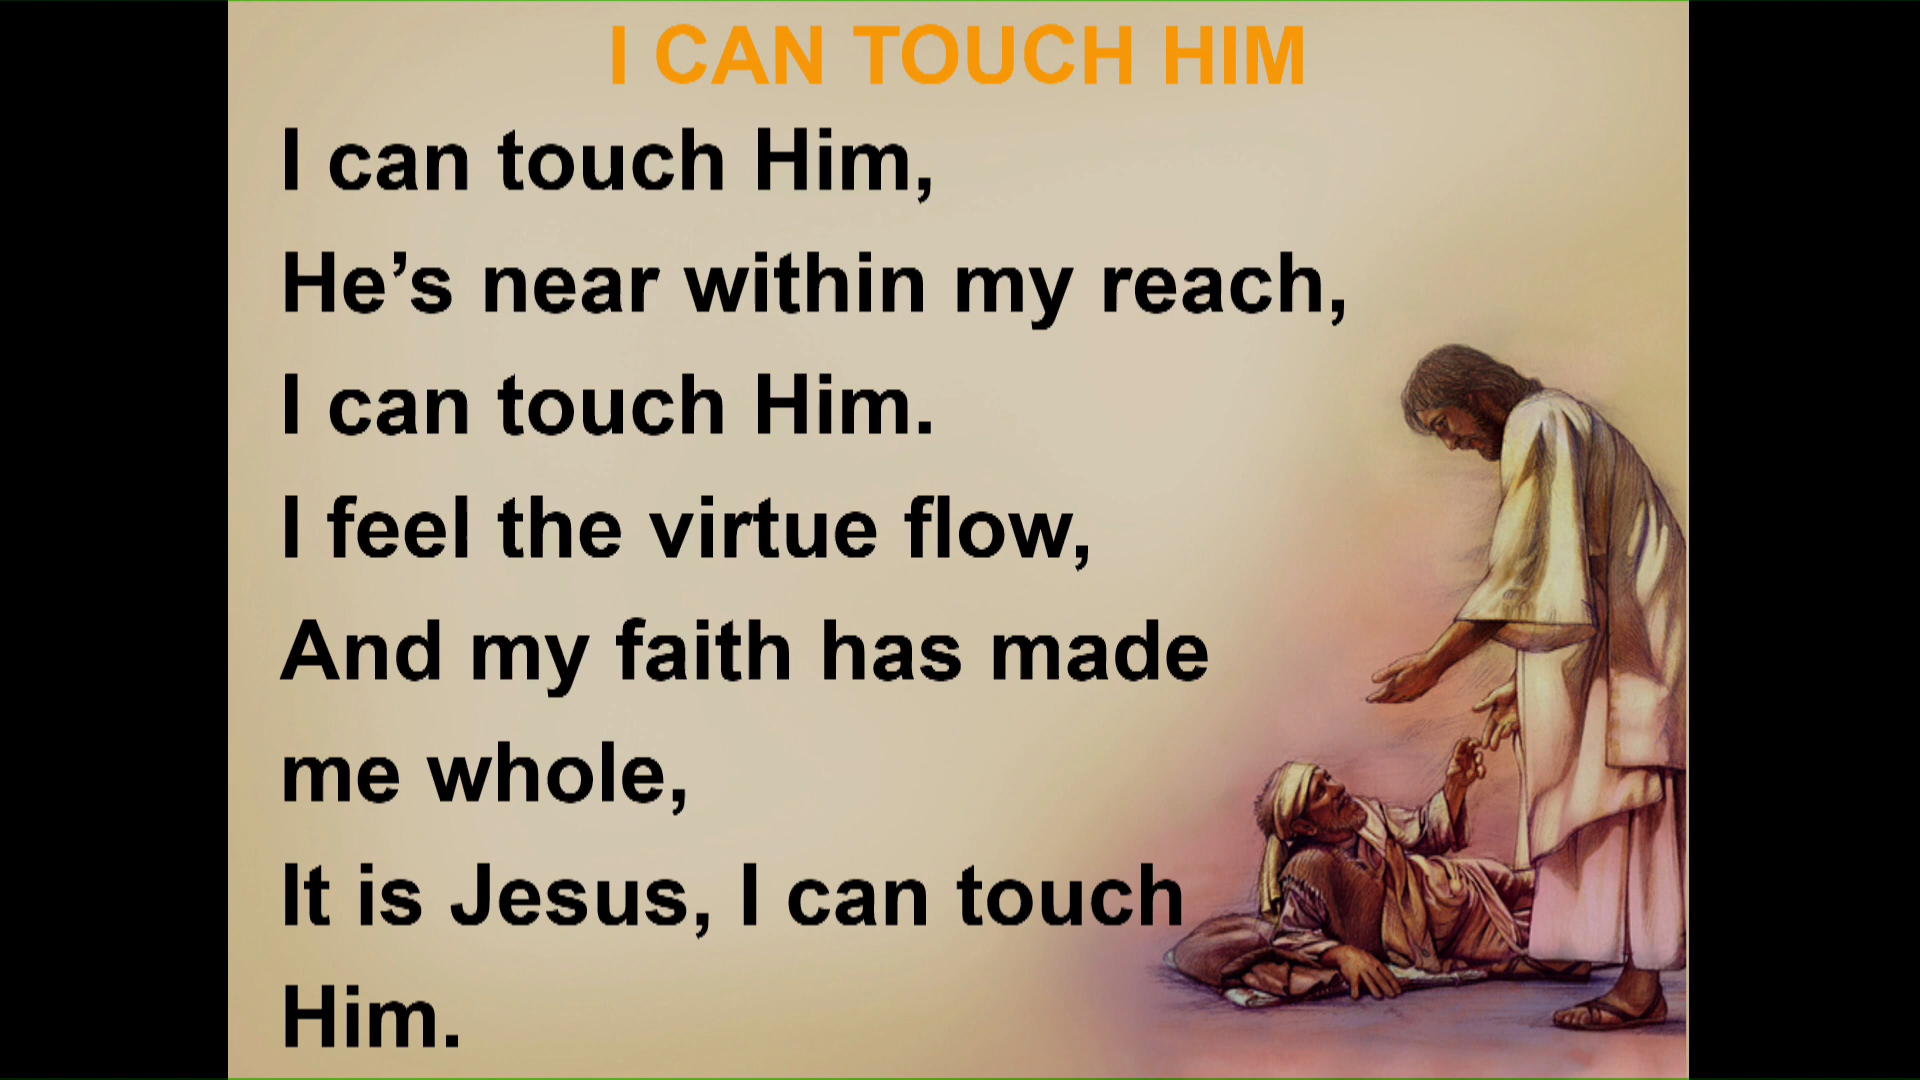 I CAN TOUCH HIM
I can touch Him,
He’s near within my reach,
I can touch Him.
I feel the virtue flow,
And my faith has made
me whole,
It is Jesus, I can touch
Him.